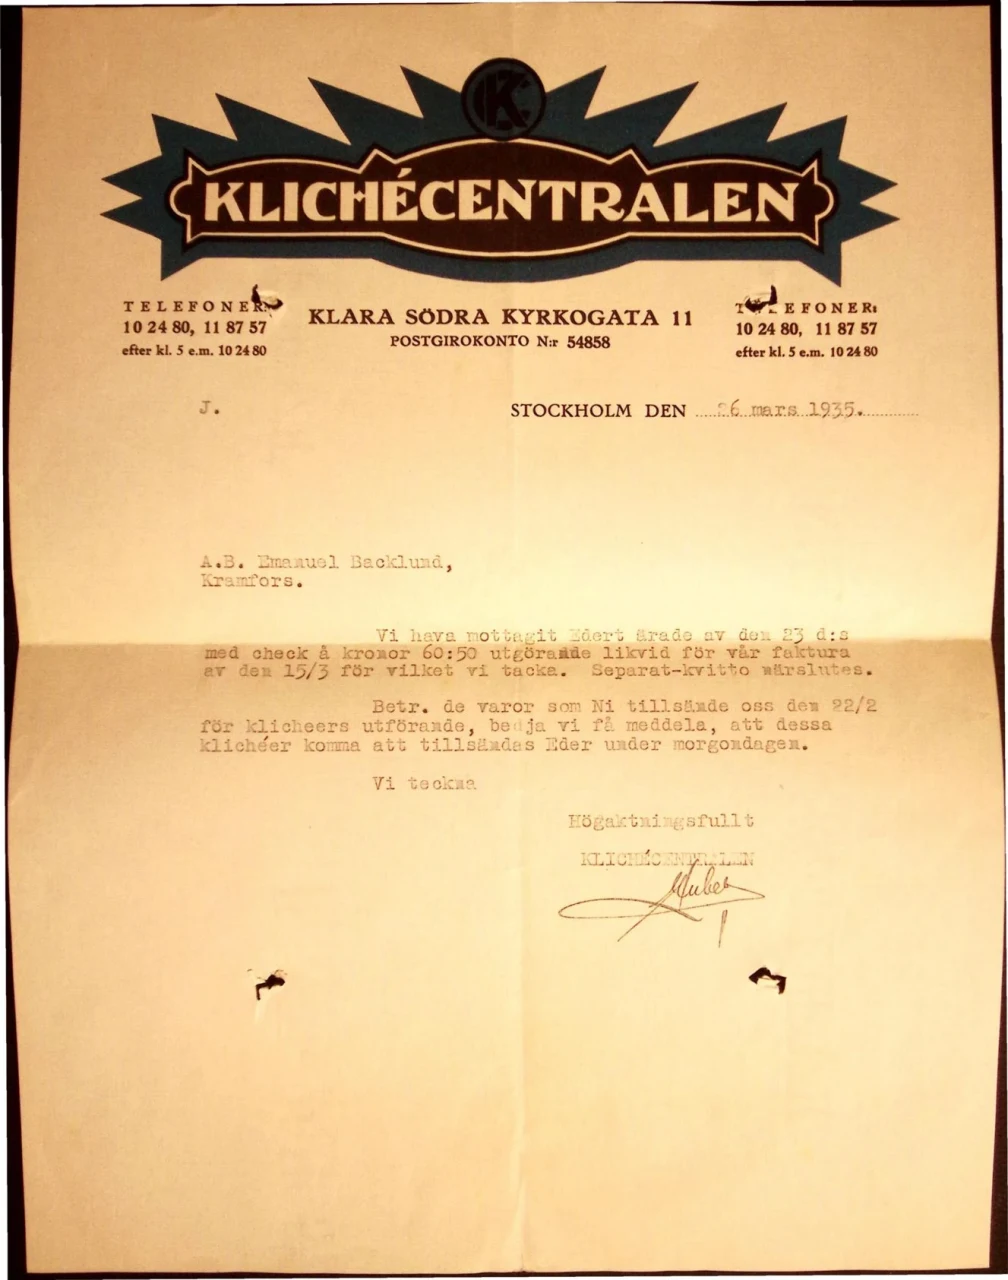 KC
KLICHÉCENTRALEN
TELEFONER:
10 24 80, 11 87 57
efter kl. 5 e.m. 10 24 80
KLARA SÖDRA KYRKOGATA 11
POSTGIROKONTO N:r 54858
TELEFONER:
10 24 80, 11 87 57
efter kl. 5 e.m. 10 24 80
J.
STOCKHOLM DEN 26 mars 1935.
A.B. Emanuel Backlund,
Kramfors.
Vi hava mottagit Edert ärade av den 23 d:s
med check å kronor 60:50 utgörande likvid för vår faktura
av den 15/3 för vilket vi tacka. Separat-kvitto närslutes.
Betr. de varor som Ni tillsände oss den 22/2
för klicheers utförande, bedja vi få meddela, att dessa
klichéer komma att tillsändas Eder under morgondagen.
Vi teckna
Högaktningsfullt
KLICHÉCENTRALEN